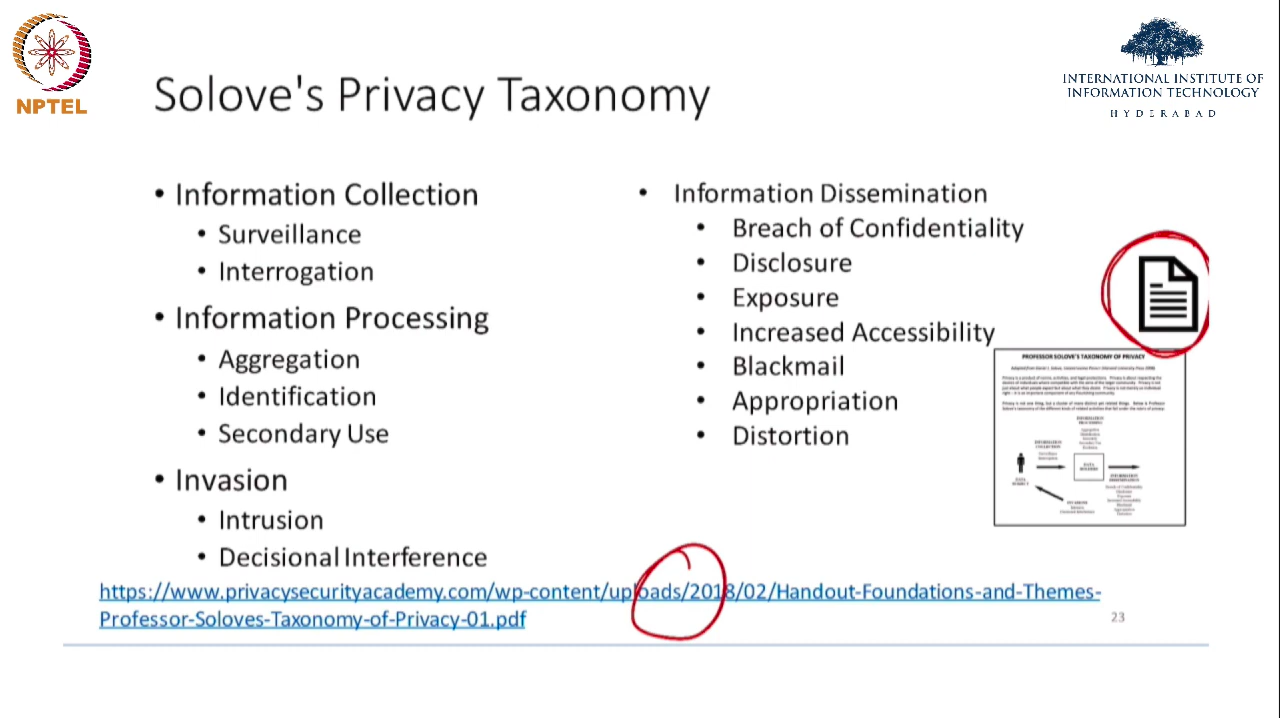 NPTEL
INTERNATIONAL INSTITUTE OF
INFORMATION TECHNOLOGY
HYDERABAD
Solove's Privacy Taxonomy
• Information Collection
• Surveillance
• Interrogation
• Information Processing
• Aggregation
• Identification
• Secondary Use
• Invasion
• Intrusion
• Decisional Interference
• Information Dissemination
• Breach of Confidentiality
• Disclosure
• Exposure
• Increased Accessibility
• Blackmail
• Appropriation
• Distortion
PROFESSOR SOLOVE'S TAXONOMY OF PRIVACY
https://www.privacysecurityacademy.com/wp-content/uploads/2018/02/Handout-Foundations-and-Themes-
Professor-Soloves-Taxonomy-of-Privacy-01.pdf
23